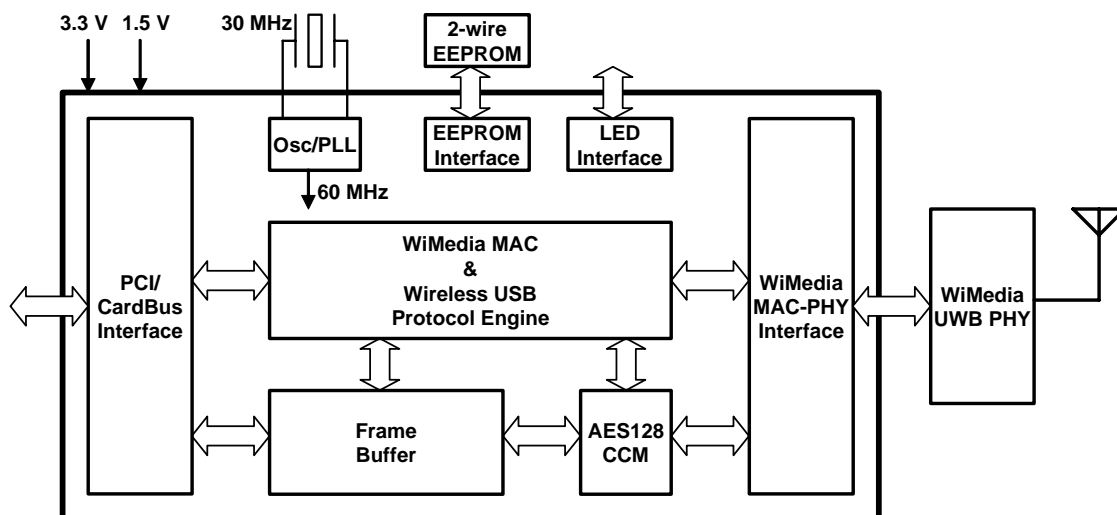 3.3 V
1.5 V
30 MHz
2-wire
EEPROM
Osc/PLL
EEPROM
Interface
LED
Interface
60 MHz
PCI/
CardBus
Interface
WiMedia MAC
&
Wireless USB
Protocol Engine
WiMedia
MAC-PHY
Interface
WiMedia
UWB PHY
Frame
Buffer
AES128
CCM